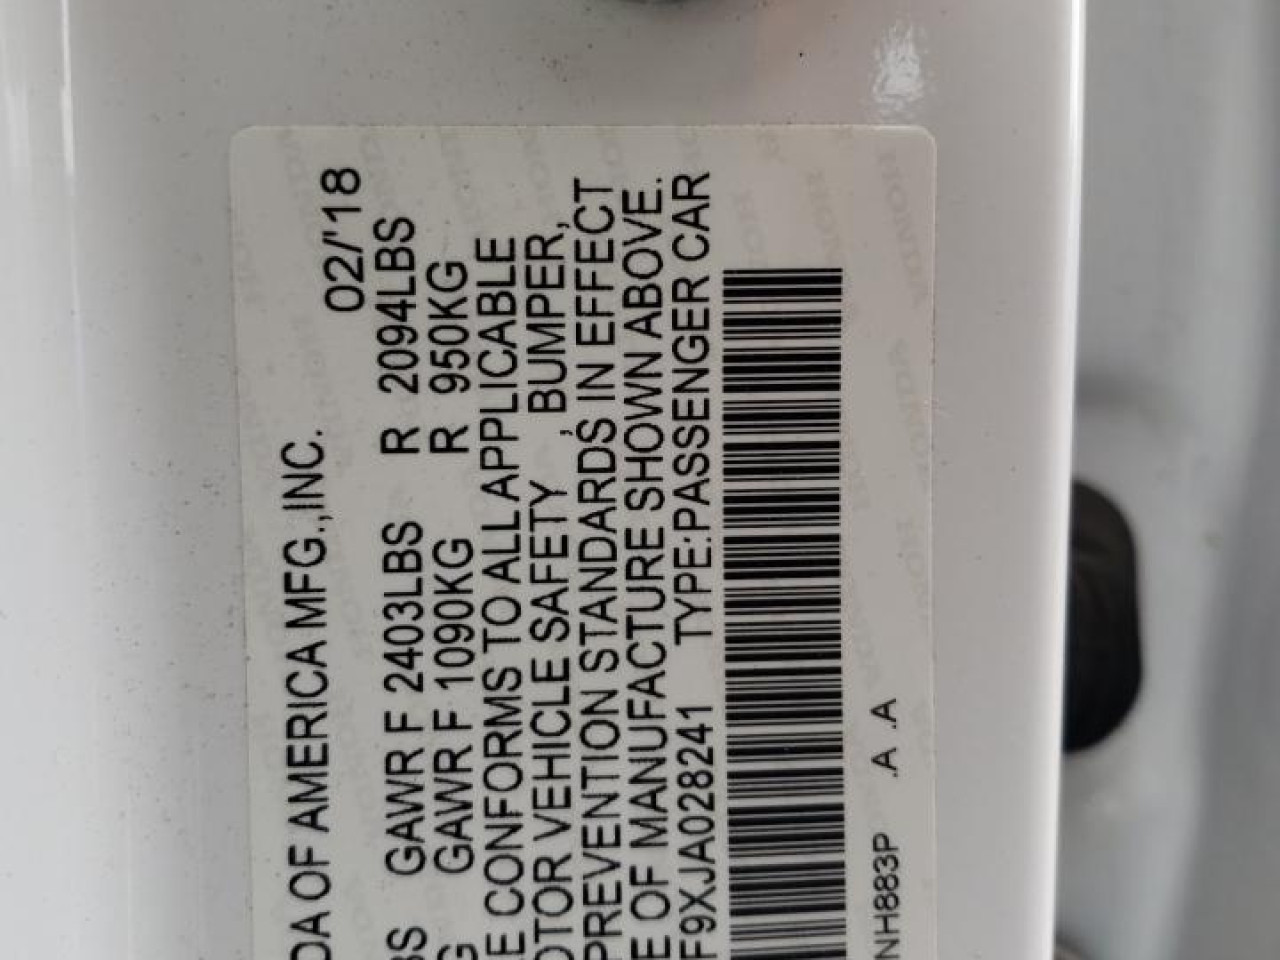 DA OF AMERICA MFG.,INC. 02/'18
BS GAWR F 2403LBS R 2094LBS
G GAWR F 1090KG R 950KG
E CONFORMS TO ALL APPLICABLE
OTOR VEHICLE SAFETY , BUMPER,
PREVENTION STANDARDS IN EFFECT
E OF MANUFACTURE SHOWN ABOVE.
F9XJA028241 TYPE:PASSENGER CAR
NH883P .A .A